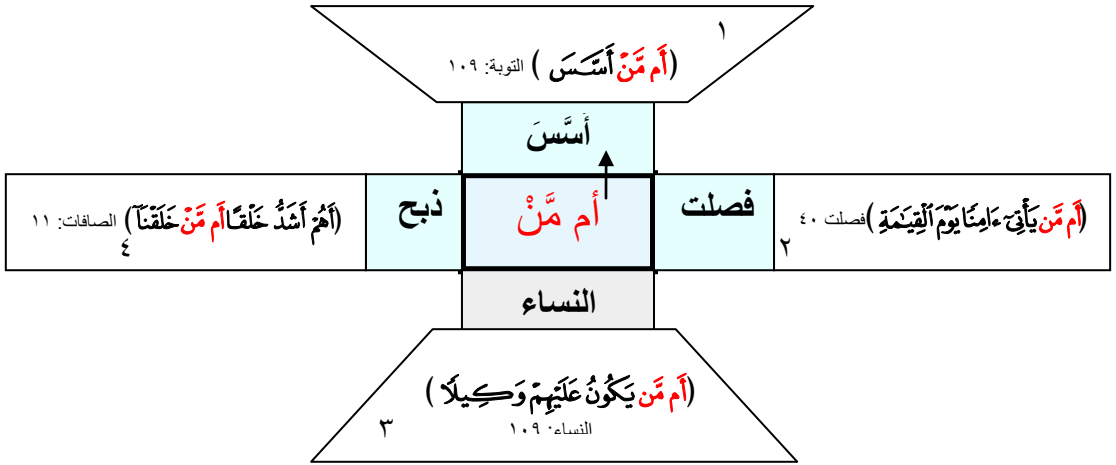 ١
(أَم مَّنْ أَسَّسَ ) التوبة: ١٠٩
أَسَّسَ
(أَم مَّن يَأْتِىٓ ءَامِنًا يَوْمَ ٱلْقِيَٰمَةِ )فصلت ٤٠
٢
فصلت
أم مَّنْ
ذبح
(أَهُمْ أَشَدُّ خَلْقًا أَم مَّنْ خَلَقْنَآ) الصافات: ١١
٤
النساء
(أَم مَّن يَكُونُ عَلَيْهِمْ وَكِيلًا )
النساء: ١٠٩
٣